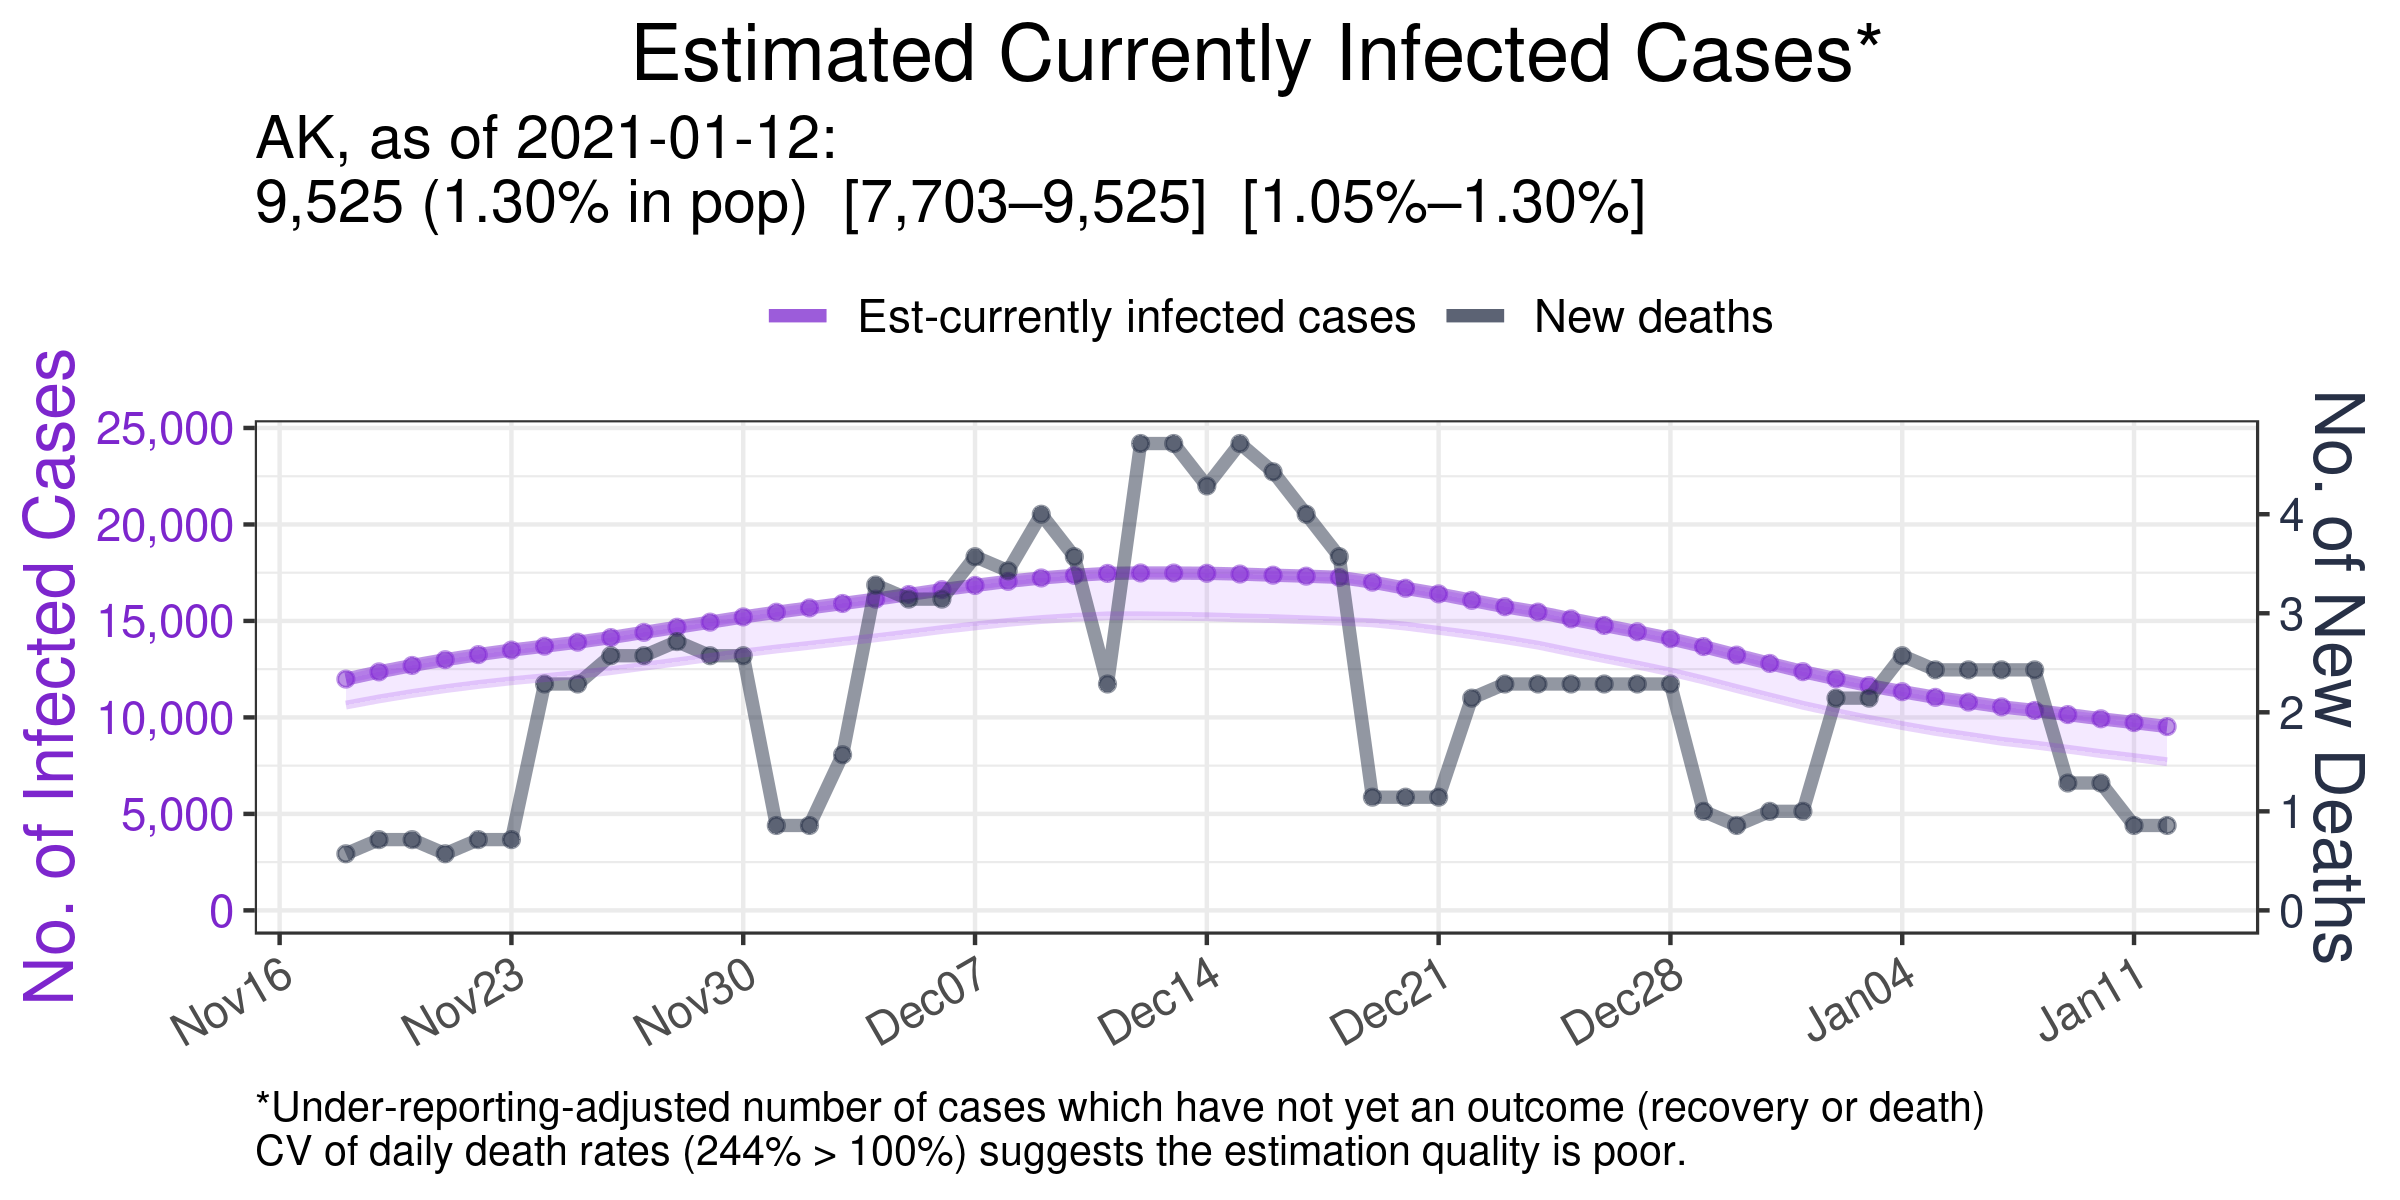 Estimated Currently Infected Cases*
AK, as of 2021-01-12:
9,525 (1.30% in pop)  [7,703–9,525]  [1.05%–1.30%]
Est-currently infected cases
New deaths
No. of Infected Cases
25,000
20,000
15,000
10,000
5,000
0
No. of New Deaths
4
3
2
1
0
Nov16
Nov23
Nov30
Dec07
Dec14
Dec21
Dec28
Jan04
Jan11
*Under-reporting-adjusted number of cases which have not yet an outcome (recovery or death)
CV of daily death rates (244% > 100%) suggests the estimation quality is poor.